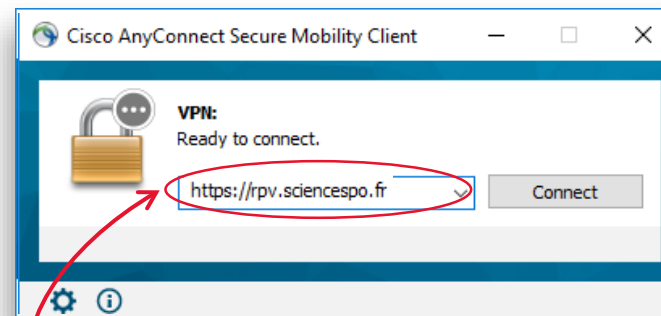 Cisco AnyConnect Secure Mobility Client
VPN:
Ready to connect.
https://rpv.sciencespo.fr
Connect